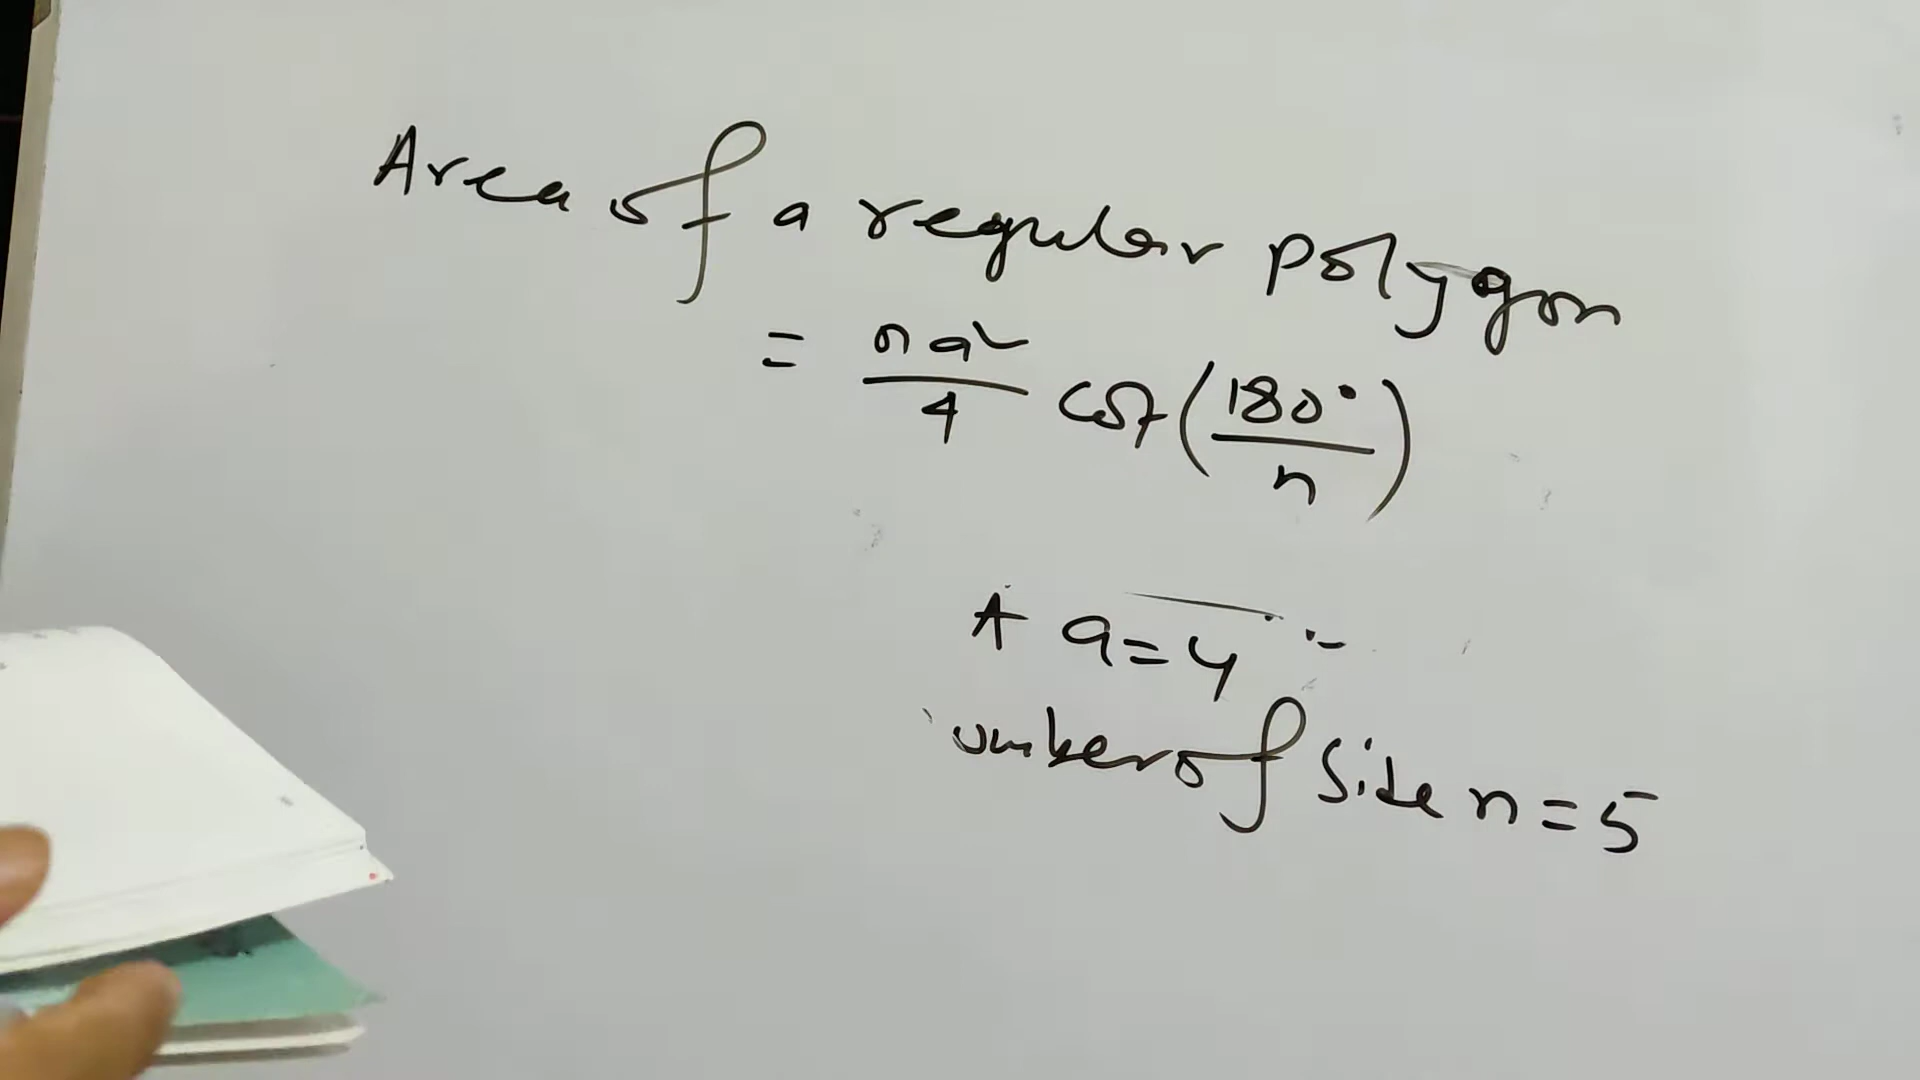 Area of a regular polygon
= na²/4 cot(180°/n)
a=4
umber of Side n=5